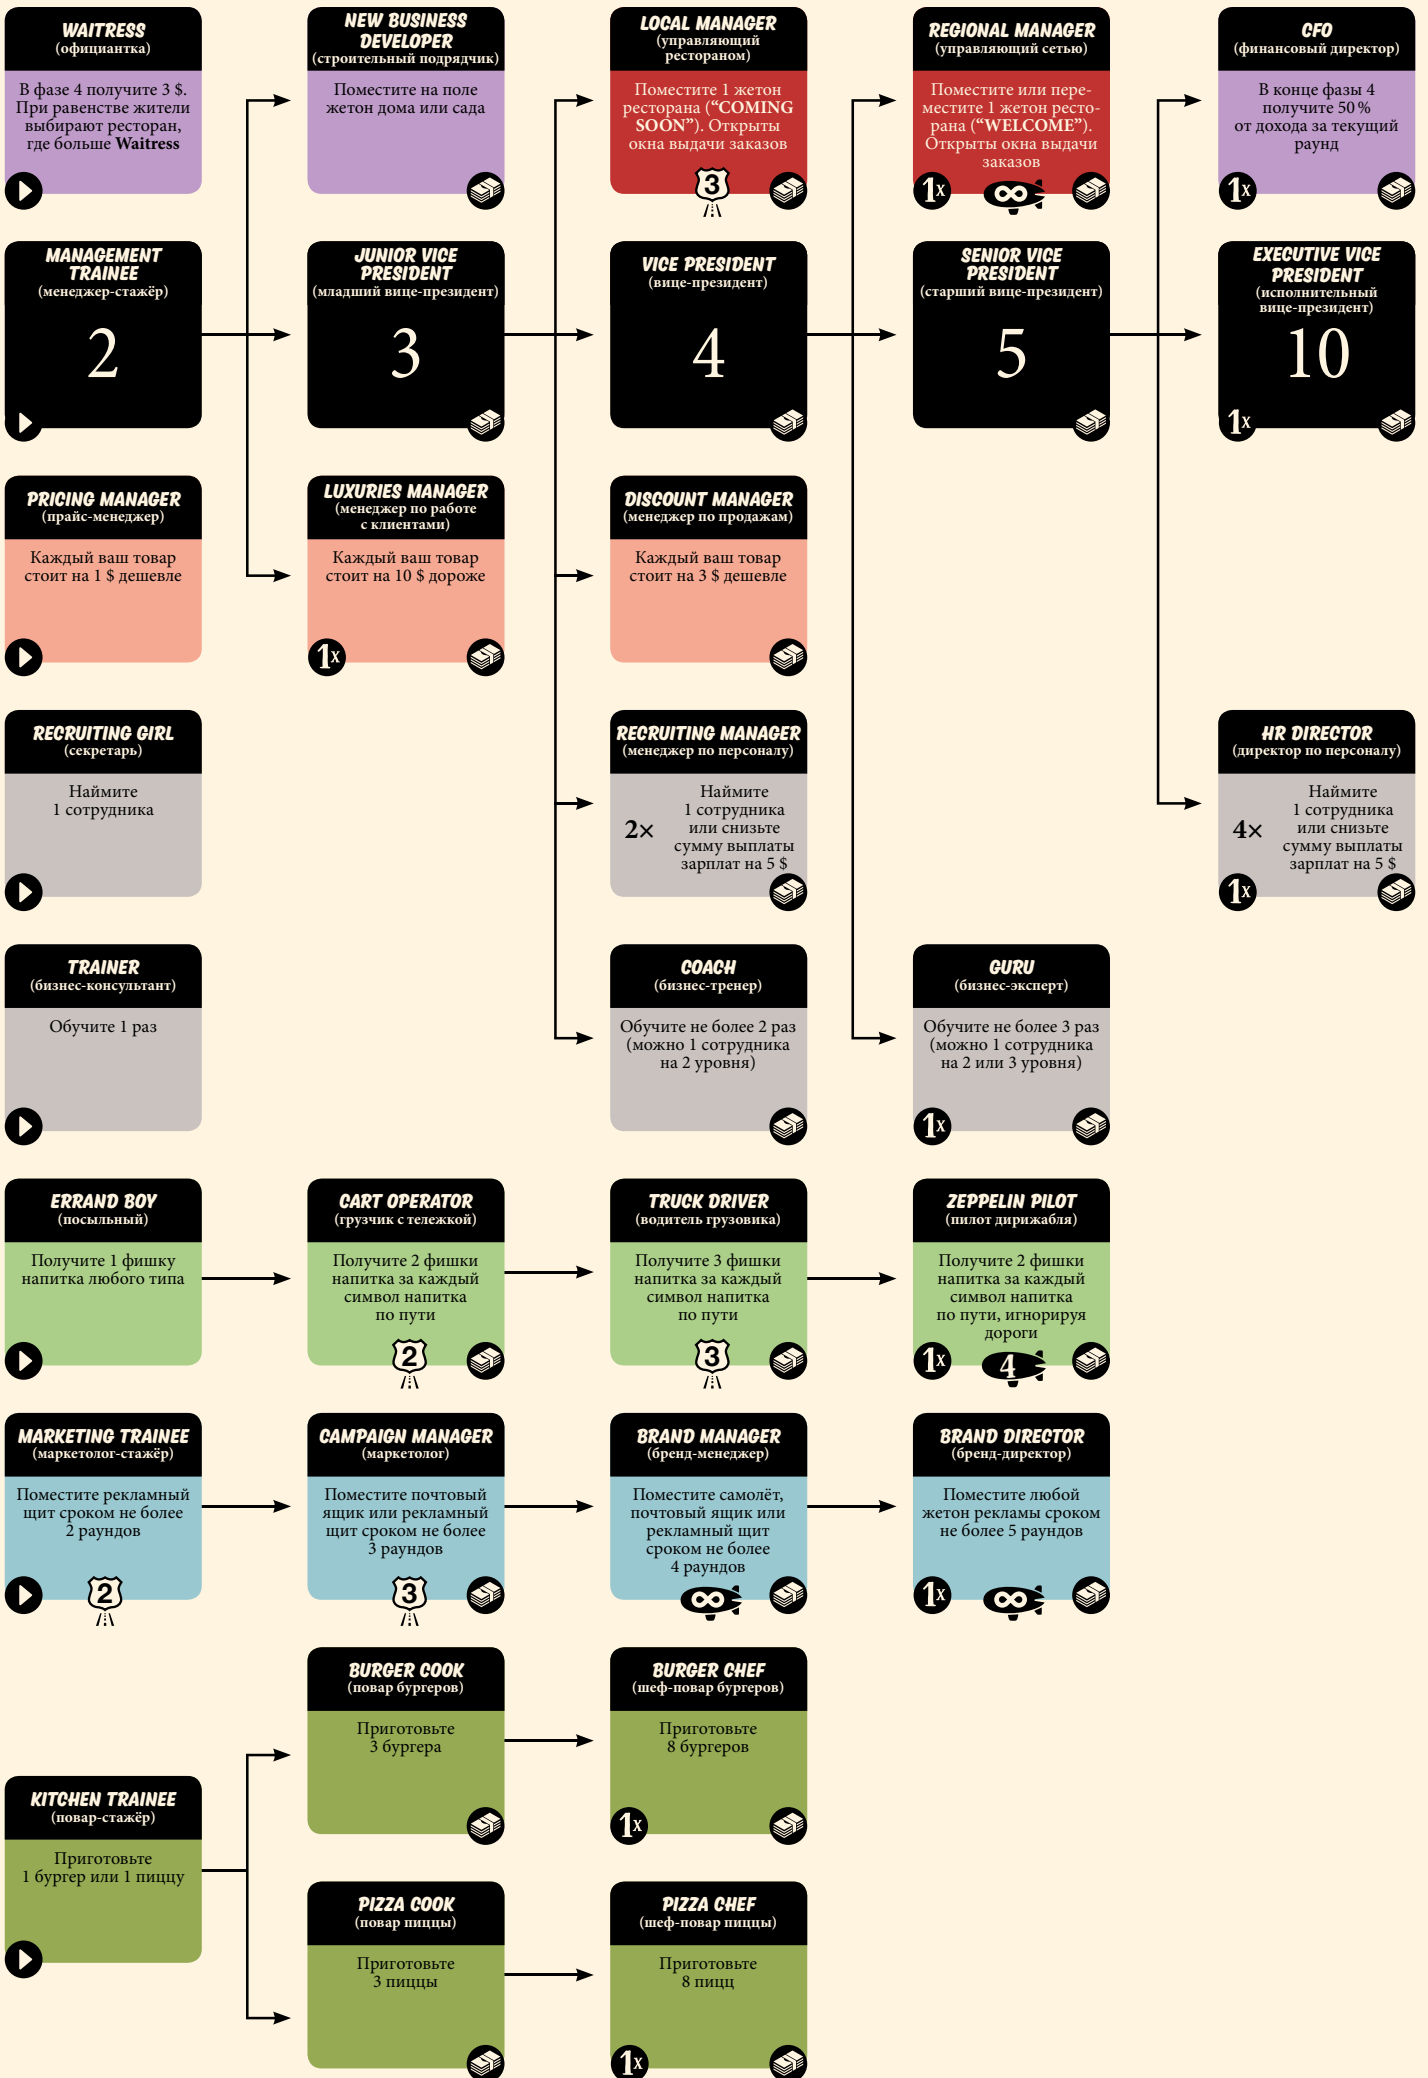 WAITRESS
(официантка)
В фазе 4 получите 3 $.
При равенстве жители
выбирают ресторан,
где больше Waitress
NEW BUSINESS
DEVELOPER
(строительный подрядчик)
Поместите на поле
жетон дома или сада
LOCAL MANAGER
(управляющий
рестораном)
Поместите 1 жетон
ресторана (“COMING
SOON”). Открыты
окна выдачи заказов
3
REGIONAL MANAGER
(управляющий сетью)
Поместите или пере-
местите 1 жетон ресто-
рана (“WELCOME”).
Открыты окна выдачи
заказов
1x
∞
CFO
(финансовый директор)
В конце фазы 4
получите 50 %
от дохода за текущий
раунд
1x
MANAGEMENT
TRAINEE
(менеджер-стажёр)
2
JUNIOR VICE
PRESIDENT
(младший вице-президент)
3
VICE PRESIDENT
(вице-президент)
4
SENIOR VICE
PRESIDENT
(старший вице-президент)
5
EXECUTIVE VICE
PRESIDENT
(исполнительный
вице-президент)
10
1x
PRICING MANAGER
(прайс-менеджер)
Каждый ваш товар
стоит на 1 $ дешевле
LUXURIES MANAGER
(менеджер по работе
с клиентами)
Каждый ваш товар
стоит на 10 $ дороже
1x
DISCOUNT MANAGER
(менеджер по продажам)
Каждый ваш товар
стоит на 3 $ дешевле
RECRUITING GIRL
(секретарь)
Наймите
1 сотрудника
RECRUITING MANAGER
(менеджер по персоналу)
2×
Наймите
1 сотрудника
или снизьте
сумму выплаты
зарплат на 5 $
HR DIRECTOR
(директор по персоналу)
4×
Наймите
1 сотрудника
или снизьте
сумму выплаты
зарплат на 5 $
1x
TRAINER
(бизнес-консультант)
Обучите 1 раз
COACH
(бизнес-тренер)
Обучите не более 2 раз
(можно 1 сотрудника
на 2 уровня)
GURU
(бизнес-эксперт)
Обучите не более 3 раз
(можно 1 сотрудника
на 2 или 3 уровня)
1x
ERRAND BOY
(посыльный)
Получите 1 фишку
напитка любого типа
CART OPERATOR
(грузчик с тележкой)
Получите 2 фишки
напитка за каждый
символ напитка
по пути
2
TRUCK DRIVER
(водитель грузовика)
Получите 3 фишки
напитка за каждый
символ напитка
по пути
3
ZEPPELIN PILOT
(пилот дирижабля)
Получите 2 фишки
напитка за каждый
символ напитка
по пути, игнорируя
дороги
1x
4
MARKETING TRAINEE
(маркетолог-стажёр)
Поместите рекламный
щит сроком не более
2 раундов
2
CAMPAIGN MANAGER
(маркетолог)
Поместите почтовый
ящик или рекламный
щит сроком не более
3 раундов
3
BRAND MANAGER
(бренд-менеджер)
Поместите самолёт,
почтовый ящик или
рекламный щит
сроком не более
4 раундов
∞
BRAND DIRECTOR
(бренд-директор)
Поместите любой
жетон рекламы сроком
не более 5 раундов
1x
∞
KITCHEN TRAINEE
(повар-стажёр)
Приготовьте
1 бургер или 1 пиццу
BURGER COOK
(повар бургеров)
Приготовьте
3 бургера
BURGER CHEF
(шеф-повар бургеров)
Приготовьте
8 бургеров
1x
PIZZA COOK
(повар пиццы)
Приготовьте
3 пиццы
PIZZA CHEF
(шеф-повар пиццы)
Приготовьте
8 пицц
1x